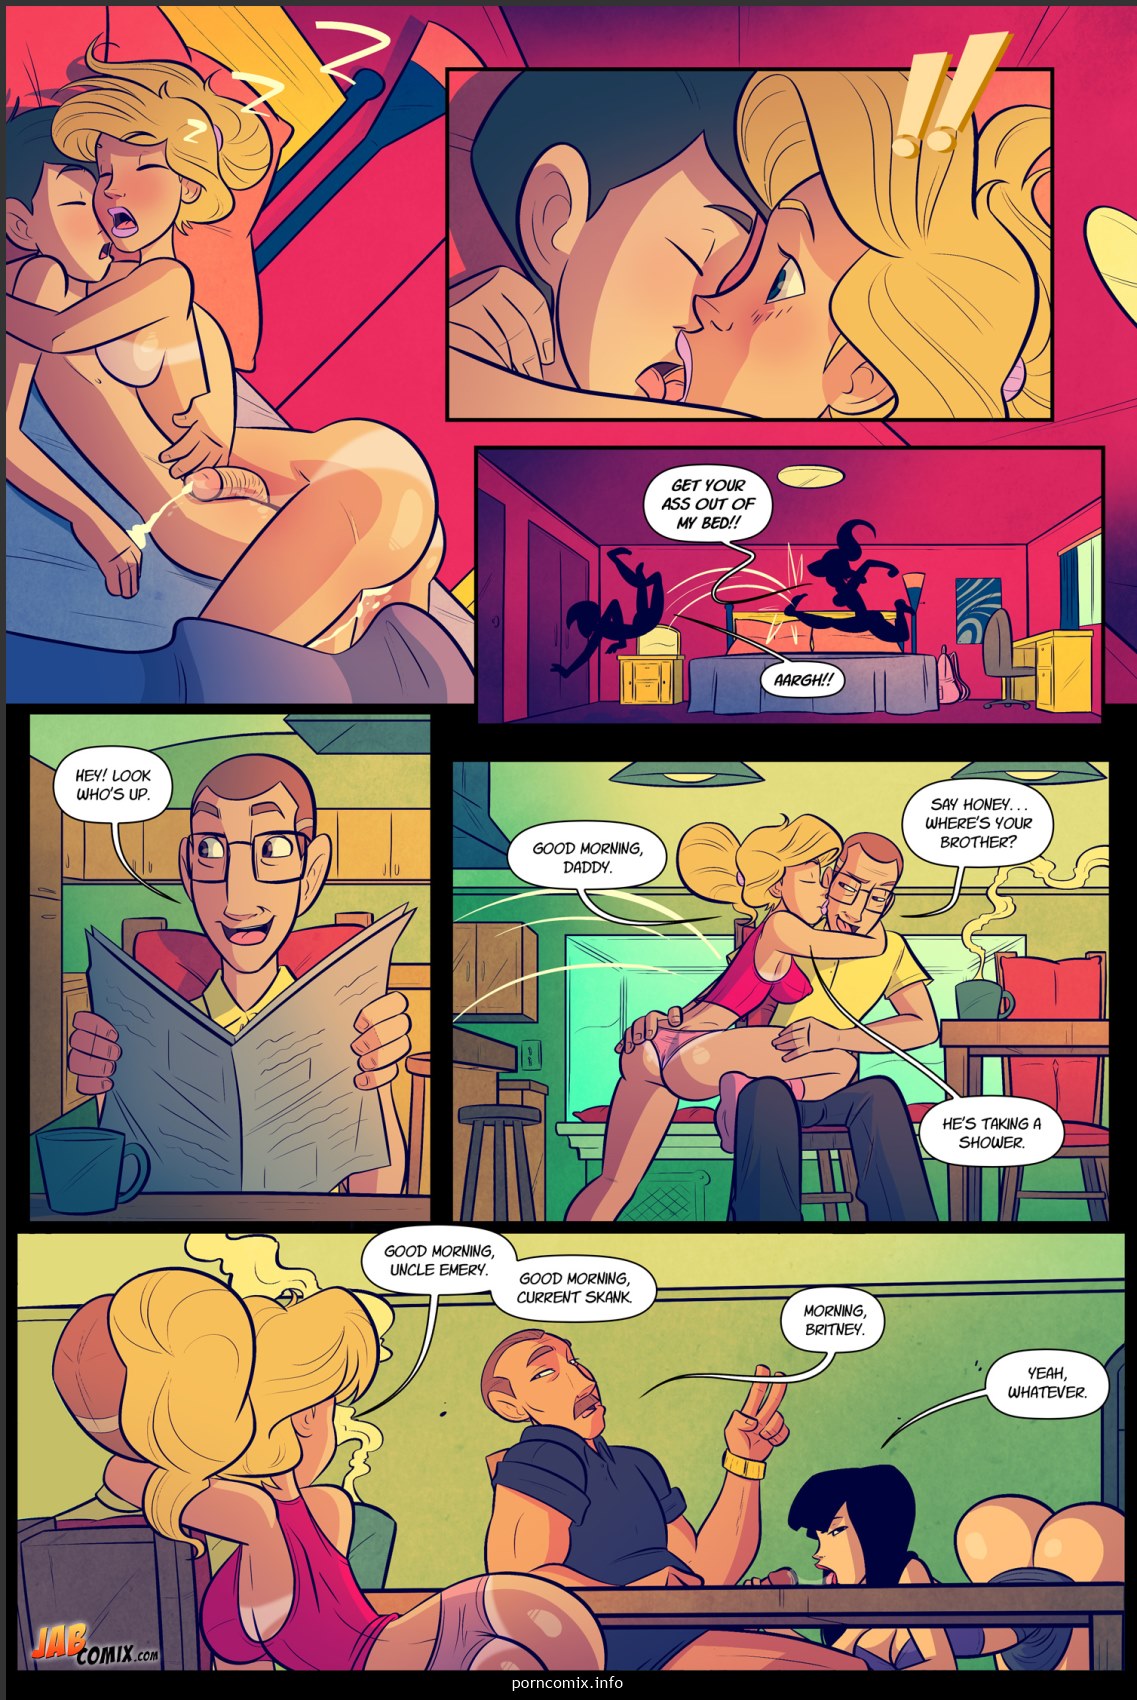 Z
Z
Z
!!
GET YOUR
ASS OUT OF
MY BED!!
AARGH!!
HEY! LOOK
WHO'S UP.
GOOD MORNING,
DADDY.
SAY HONEY...
WHERE'S YOUR
BROTHER?
HE'S TAKING A
SHOWER.
GOOD MORNING,
UNCLE EMERY.
GOOD MORNING,
CURRENT SKANK.
MORNING,
BRITNEY.
YEAH,
WHATEVER.
JAB
COMIX.COM
porncomix.info